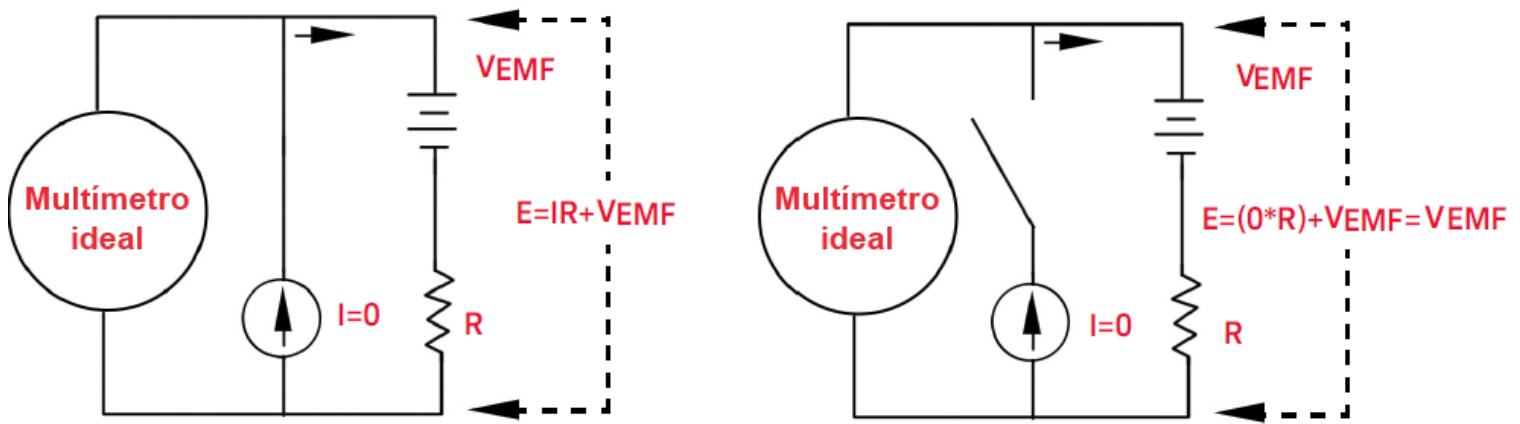 VEMF
Multímetro
ideal
E=IR+VEMF
I=0
R
VEMF
Multímetro
ideal
E=(0*R)+VEMF=VEMF
I=0
R